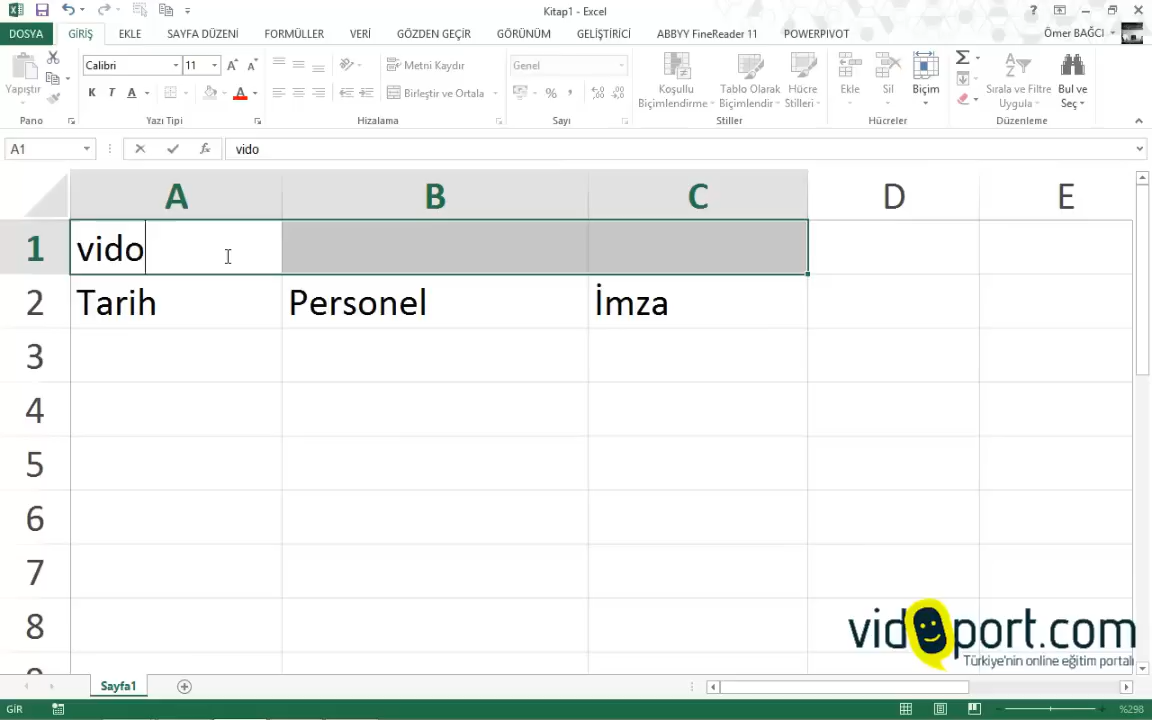 Kitap1 - Excel
?
DOSYA GİRİŞ EKLE SAYFA DÜZENİ FORMÜLLER VERİ GÖZDEN GEÇİR GÖRÜNÜM GELİŞTİRİCİ ABBYY FineReader 11 POWERPIVOT Ömer BAĞCI
Yapıştır
Calibri 11
K T A
Metni Kaydır
Birleştir ve Ortala
Genel
Koşullu Biçimlendirme
Tablo Olarak Biçimlendir
Hücre Stilleri
Ekle Sil Biçim
Sırala ve Filtre Uygula
Bul ve Seç
Pano Yazı Tipi Hizalama Sayı Stiller Hücreler Düzenleme
A1 fx vido
A B C D E
1 vido
2 Tarih Personel İmza
3
4
5
6
7
8
vidoport.com
Türkiye'nin online eğitim portalı
Sayfa1
GİR %298